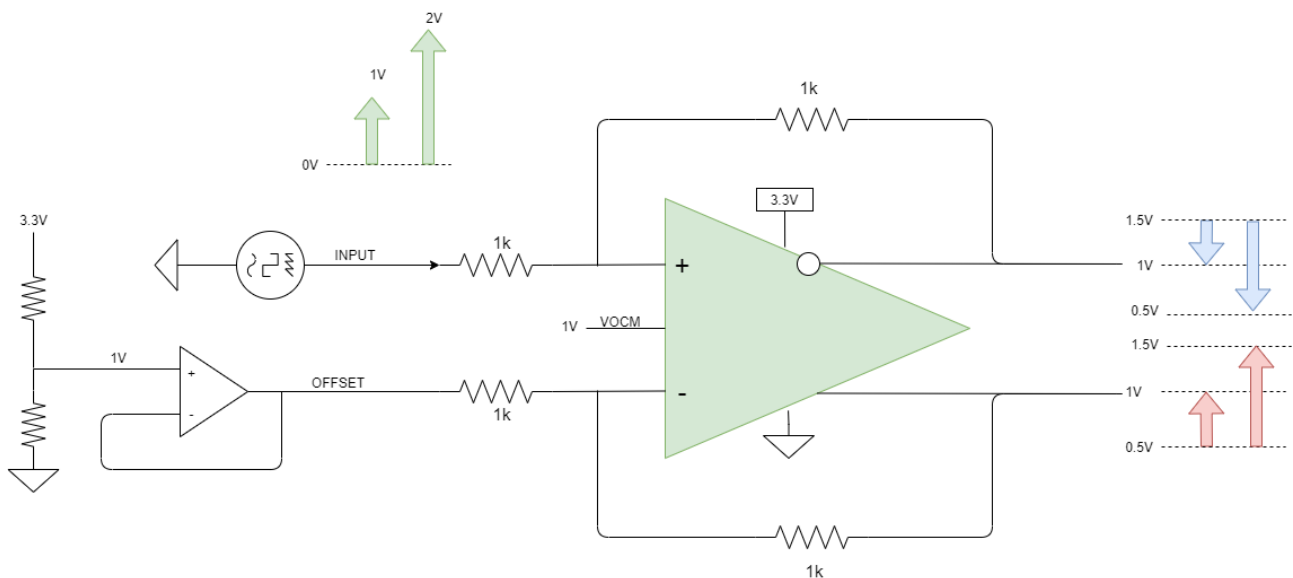 2V
1V
0V
1k
3.3V
3.3V
1k
INPUT
+
1V
VOCM
1V
+
-
OFFSET
1k
-
1k
1.5V
1V
0.5V
1.5V
1V
0.5V